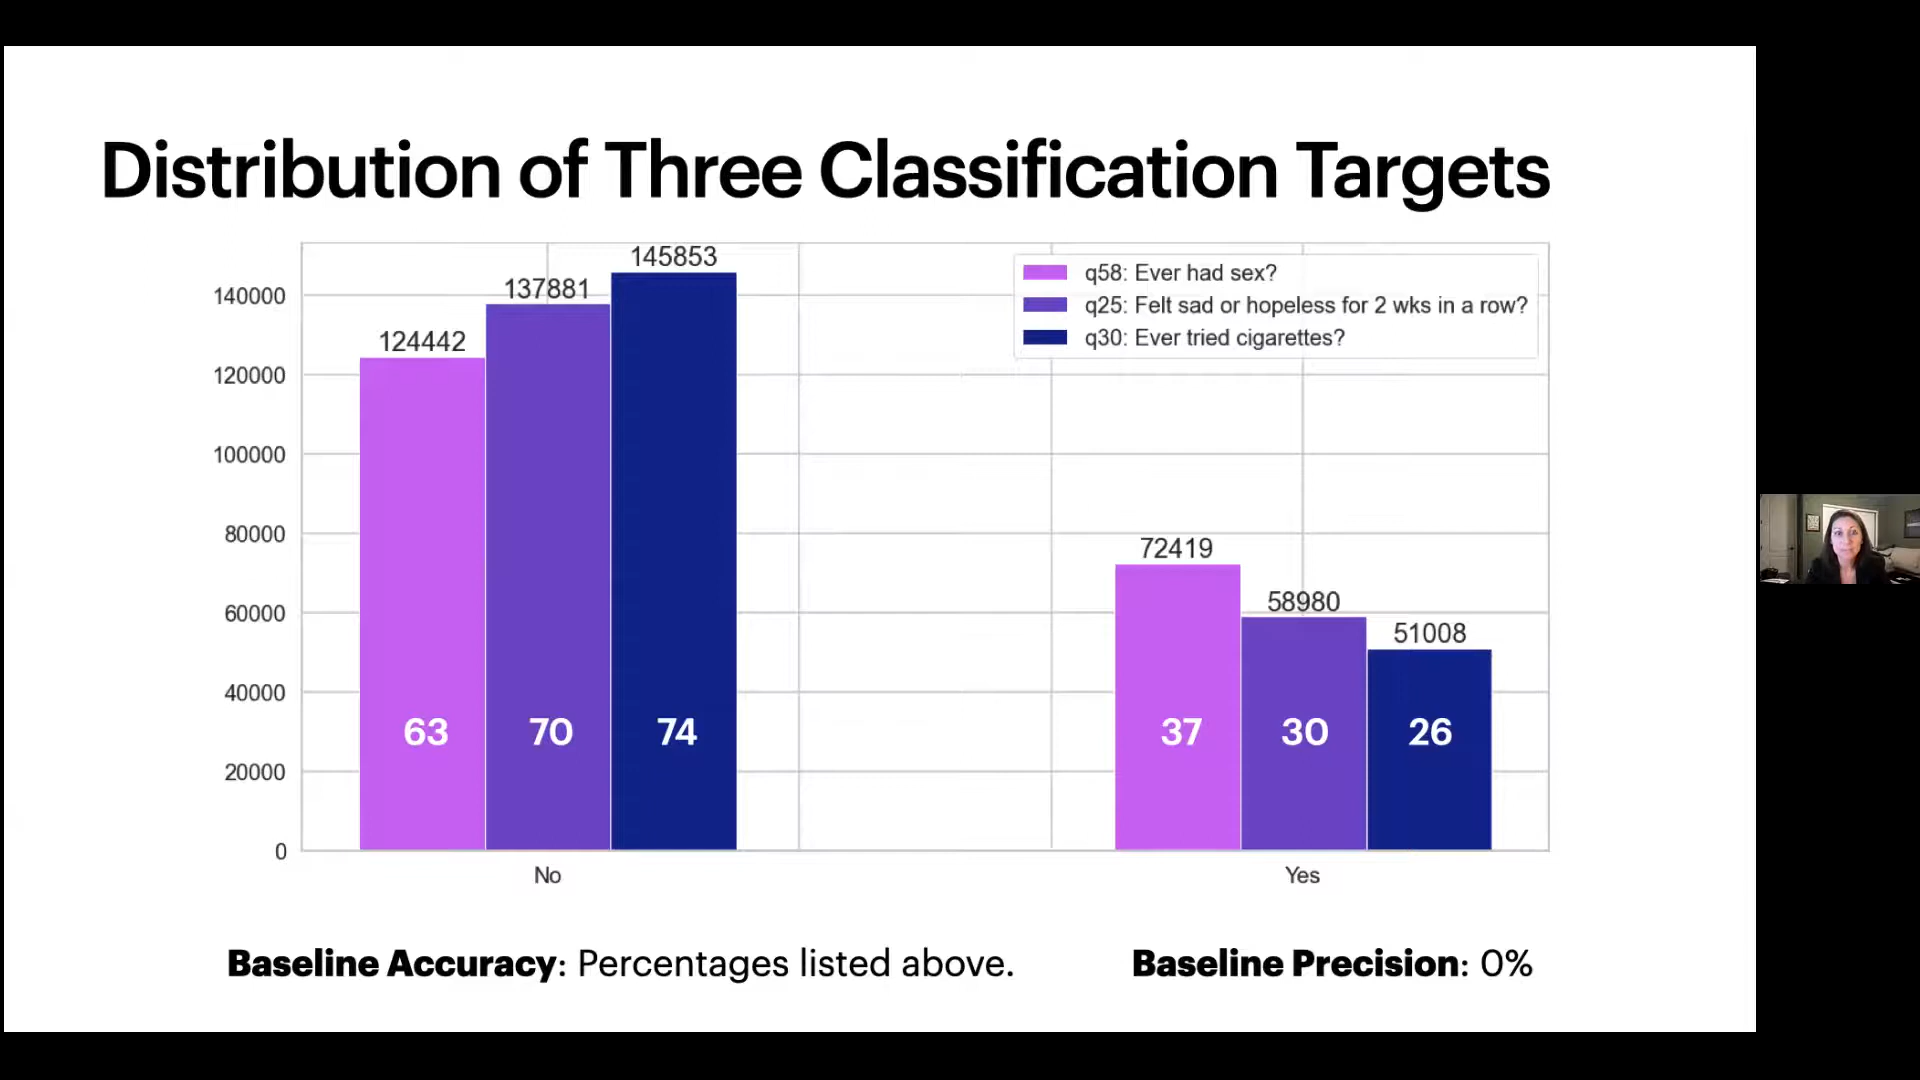 Distribution of Three Classification Targets
145853
137881
124442
q58: Ever had sex?
q25: Felt sad or hopeless for 2 wks in a row?
q30: Ever tried cigarettes?
140000
120000
100000
80000
60000
40000
20000
0
72419
58980
51008
63 70 74
37 30 26
No
Yes
Baseline Accuracy: Percentages listed above.
Baseline Precision: 0%